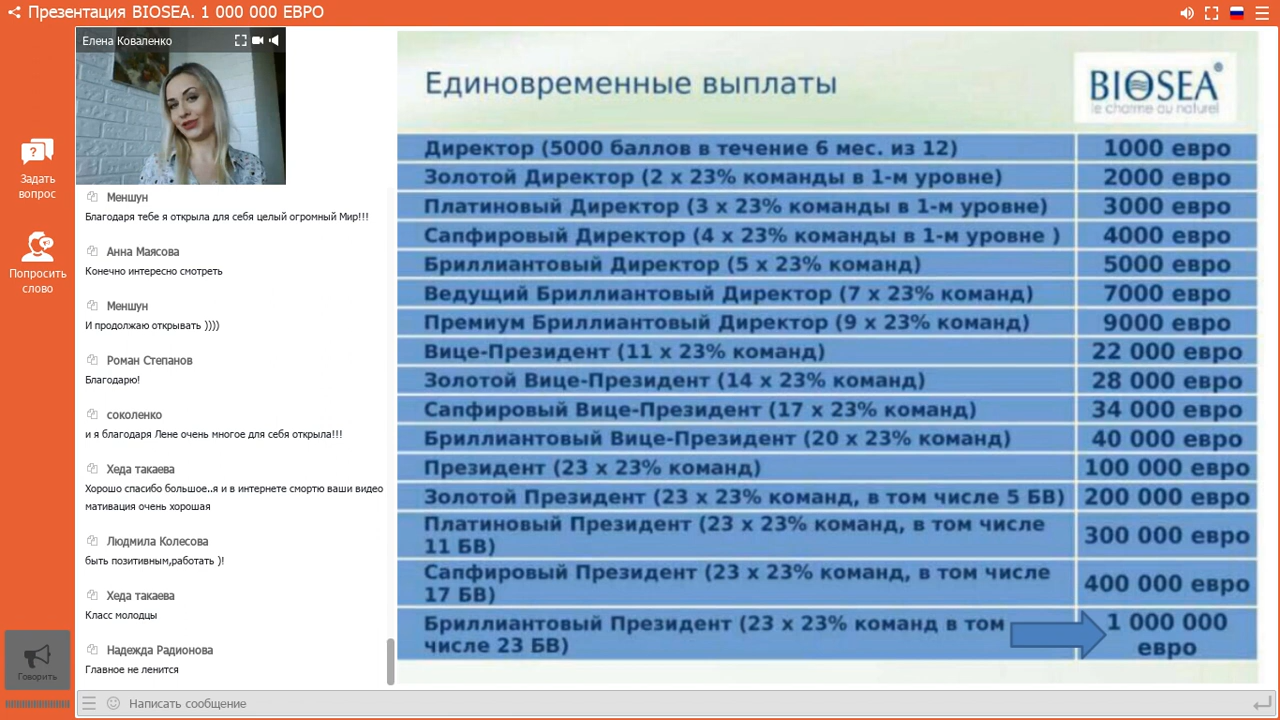 Презентация BIOSEA. 1 000 000 ЕВРО
Елена Коваленко
Задать
вопрос
Попросить
слово
Говорить
Меншун
Благодаря тебе я открыла для себя целый огромный Мир!!!
Анна Маясова
Конечно интересно смотреть
Меншун
И продолжаю открывать ))))
Роман Степанов
Благодарю!
соколенко
и я благодаря Лене очень многое для себя открыла!!!
Хеда такаева
Хорошо спасибо большое..я и в интернете смортю ваши видео
мативация очень хорошая
Людмила Колесова
быть позитивным,работать )!
Хеда такаева
Класс молодцы
Надежда Радионова
Главное не ленится
Написать сообщение
Единовременные выплаты
BIOSEA®
le charme au naturel
Директор (5000 баллов в течение 6 мес. из 12) 1000 евро
Золотой Директор (2 х 23% команды в 1-м уровне) 2000 евро
Платиновый Директор (3 х 23% команды в 1-м уровне) 3000 евро
Сапфировый Директор (4 х 23% команды в 1-м уровне ) 4000 евро
Бриллиантовый Директор (5 х 23% команд) 5000 евро
Ведущий Бриллиантовый Директор (7 х 23% команд) 7000 евро
Премиум Бриллиантовый Директор (9 х 23% команд) 9000 евро
Вице-Президент (11 х 23% команд) 22 000 евро
Золотой Вице-Президент (14 х 23% команд) 28 000 евро
Сапфировый Вице-Президент (17 х 23% команд) 34 000 евро
Бриллиантовый Вице-Президент (20 х 23% команд) 40 000 евро
Президент (23 х 23% команд) 100 000 евро
Золотой Президент (23 х 23% команд, в том числе 5 БВ) 200 000 евро
Платиновый Президент (23 х 23% команд, в том числе
11 БВ) 300 000 евро
Сапфировый Президент (23 х 23% команд, в том числе
17 БВ) 400 000 евро
Бриллиантовый Президент (23 х 23% команд в том
числе 23 БВ)
1 000 000
евро